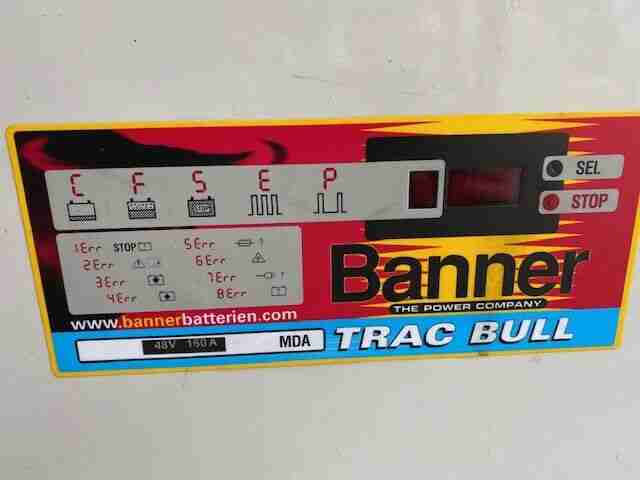 C F S E P
SEL.
STOP
1Err STOP 5Err
2Err 6Err
3Err 7Err
4Err 8Err
Banner
THE POWER COMPANY
www.bannerbatterien.com
48V 160A MDA
TRAC BULL